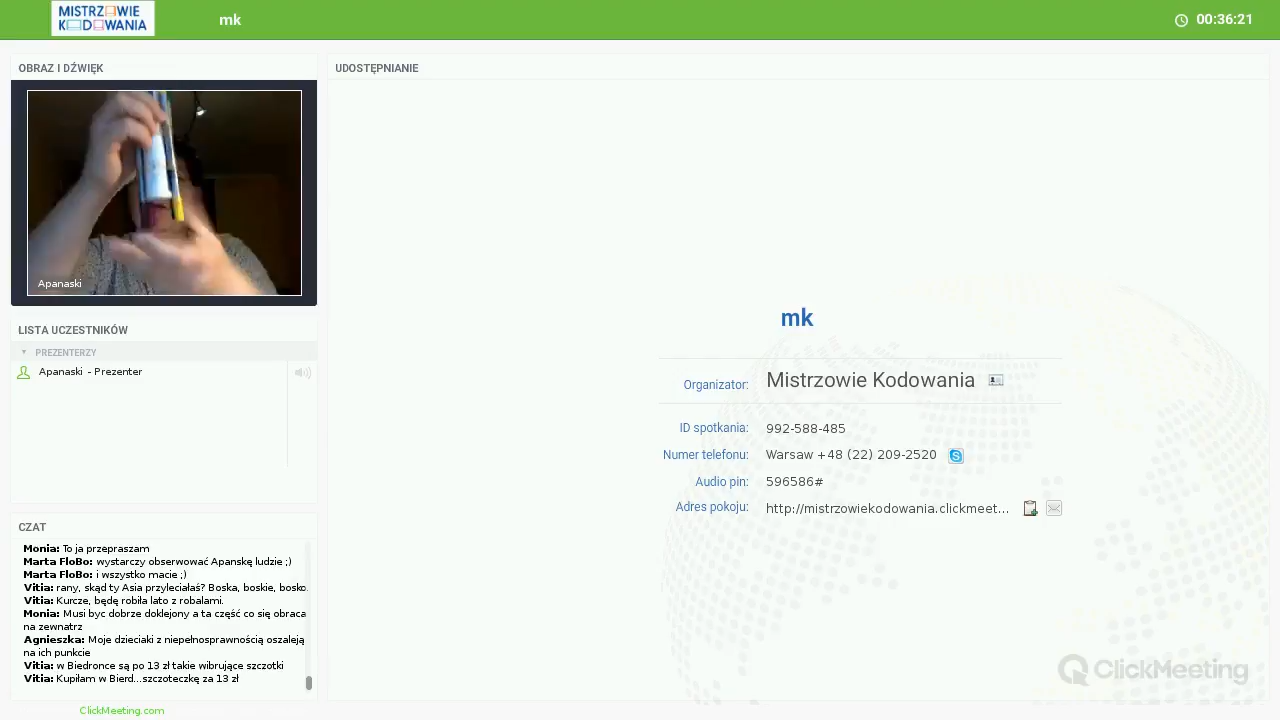 MISTRZOWIE
KODOWANIA
mk
00:36:21
OBRAZ I DŹWIĘK
Apanaski
LISTA UCZESTNIKÓW
PREZENTERZY
Apanaski - Prezenter
CZAT
Monia: To ja przepraszam
Marta FloBo: wystarczy obserwować Apanskę ludzie ;)
Marta FloBo: i wszystko macie ;)
Vitia: rany, skąd ty Asia przyleciałaś? Boska, boskie, bosko.
Vitia: Kurcze, będę robiła lato z robalami.
Monia: Musi byc dobrze doklejony a ta część co się obraca
na zewnatrz
Agnieszka: Moje dzieciaki z niepełnosprawnością oszaleją
na ich punkcie
Vitia: w Biedronce są po 13 zł takie wibrujące szczotki
Vitia: Kupiłam w Bierd...szczoteczkę za 13 zł
ClickMeeting.com
UDOSTĘPNIANIE
mk
Organizator: Mistrzowie Kodowania
ID spotkania: 992-588-485
Numer telefonu: Warsaw +48 (22) 209-2520
Audio pin: 596586#
Adres pokoju: http://mistrzowiekodowania.clickmeet...
ClickMeeting